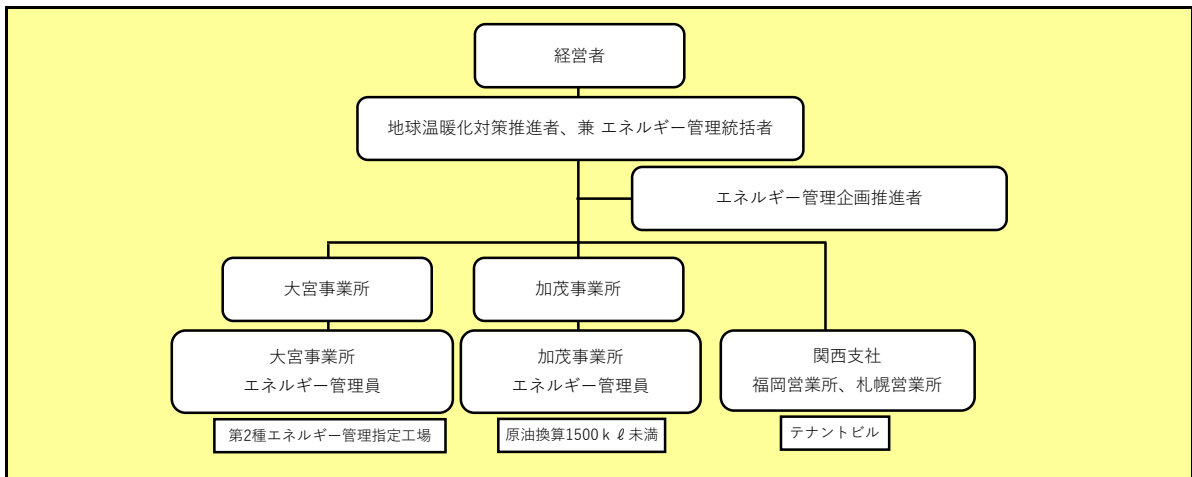 経営者
地球温暖化対策推進者、兼 エネルギー管理統括者
エネルギー管理企画推進者
大宮事業所
加茂事業所
大宮事業所
エネルギー管理員
加茂事業所
エネルギー管理員
関西支社
福岡営業所、札幌営業所
第2種エネルギー管理指定工場
原油換算1500ｋℓ未満
テナントビル